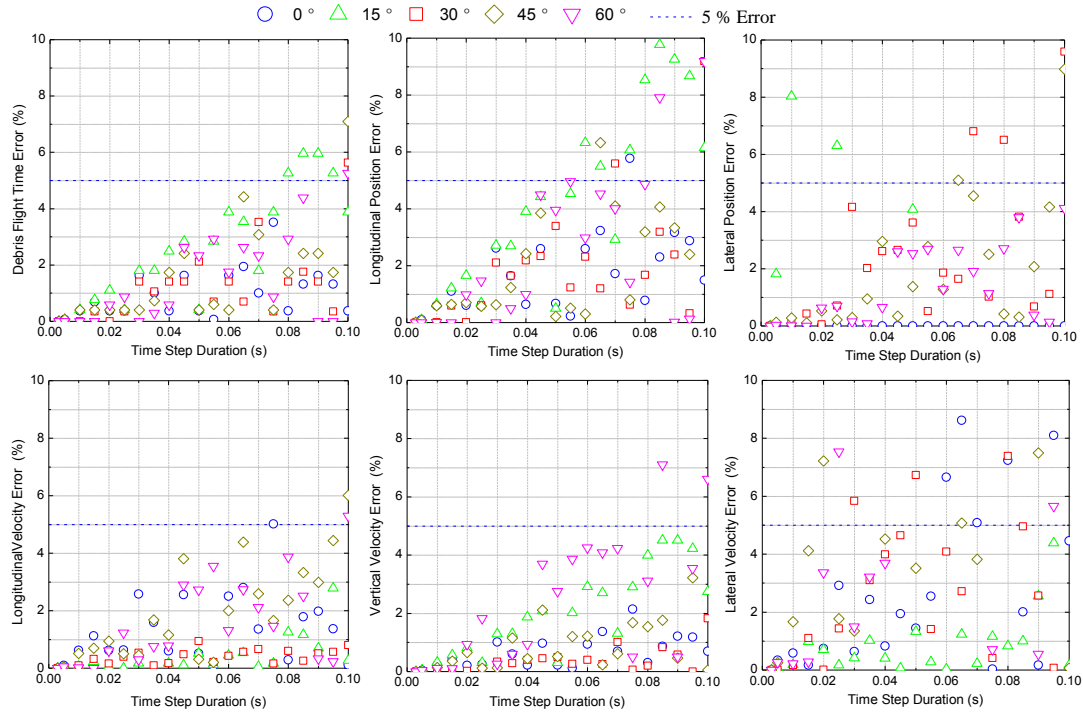 0 ° 15 ° 30 ° 45 ° 60 ° 5 % Error
10
8
6
4
2
0
Debris Flight Time Error (%)
0.00 0.02 0.04 0.06 0.08 0.10
Time Step Duration (s)
10
8
6
4
2
0
Longitudinal Position Error (%)
0.00 0.02 0.04 0.06 0.08 0.10
Time Step Duration (s)
10
8
6
4
2
0
Lateral Position Error (%)
0.00 0.02 0.04 0.06 0.08 0.10
Time Step Duration (s)
10
8
6
4
2
0
LongitudinalVelocity Error (%)
0.00 0.02 0.04 0.06 0.08 0.10
Time Step Duration (s)
10
8
6
4
2
0
Vertical Velocity Error (%)
0.00 0.02 0.04 0.06 0.08 0.10
Time Step Duration (s)
10
8
6
4
2
0
Lateral Velocity Error (%)
0.00 0.02 0.04 0.06 0.08 0.10
Time Step Duration (s)